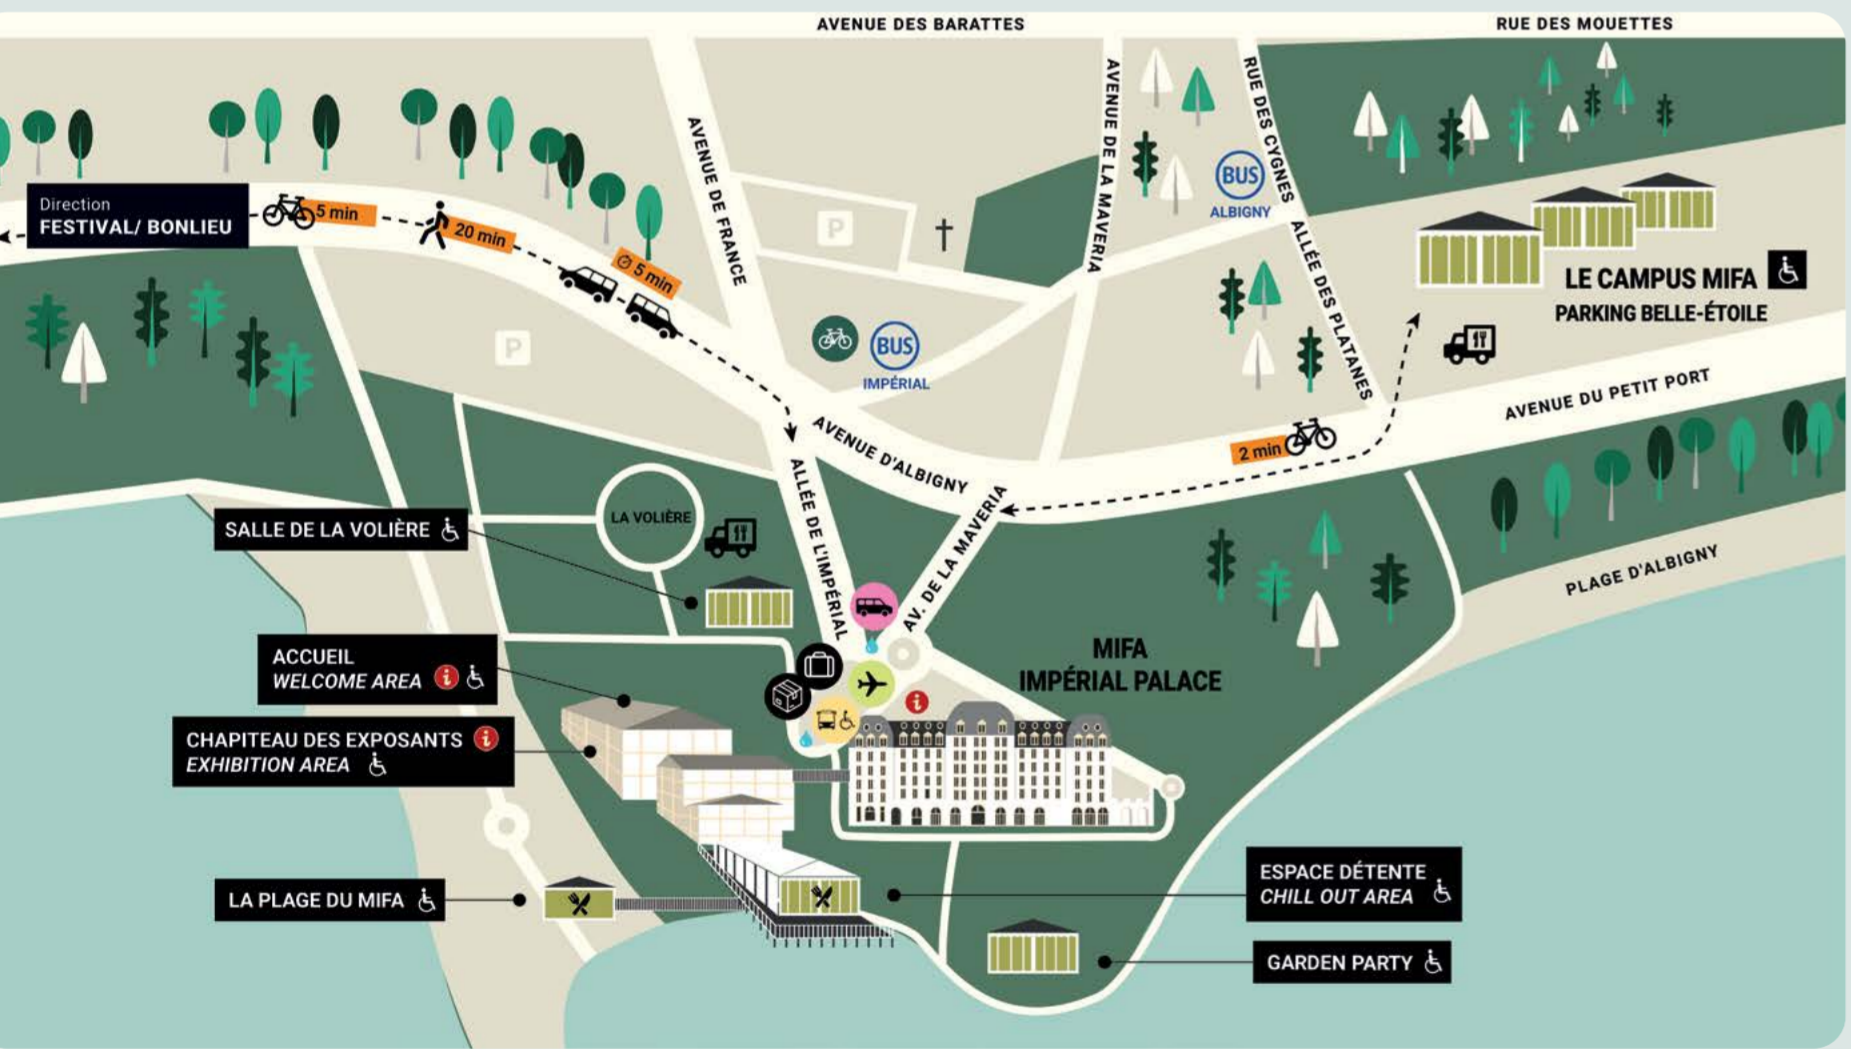 AVENUE DES BARATTES
RUE DES MOUETTES
AVENUE DE FRANCE
AVENUE DE LA MAVERIA
RUE DES CYGNES
BUS
ALBIGNY
P
Direction
FESTIVAL/ BONLIEU
5 min
20 min
5 min
ALLÉE DES PLATANES
LE CAMPUS MIFA
PARKING BELLE-ÉTOILE
P
BUS
IMPÉRIAL
AVENUE DU PETIT PORT
AVENUE D'ALBIGNY
2 min
ALLÉE DE L'IMPÉRIAL
LA VOLIÈRE
SALLE DE LA VOLIÈRE
AV. DE LA MAVERIA
PLAGE D'ALBIGNY
ACCUEIL
WELCOME AREA i
MIFA
IMPÉRIAL PALACE
i
CHAPITEAU DES EXPOSANTS i
EXHIBITION AREA
LA PLAGE DU MIFA
ESPACE DÉTENTE
CHILL OUT AREA
GARDEN PARTY